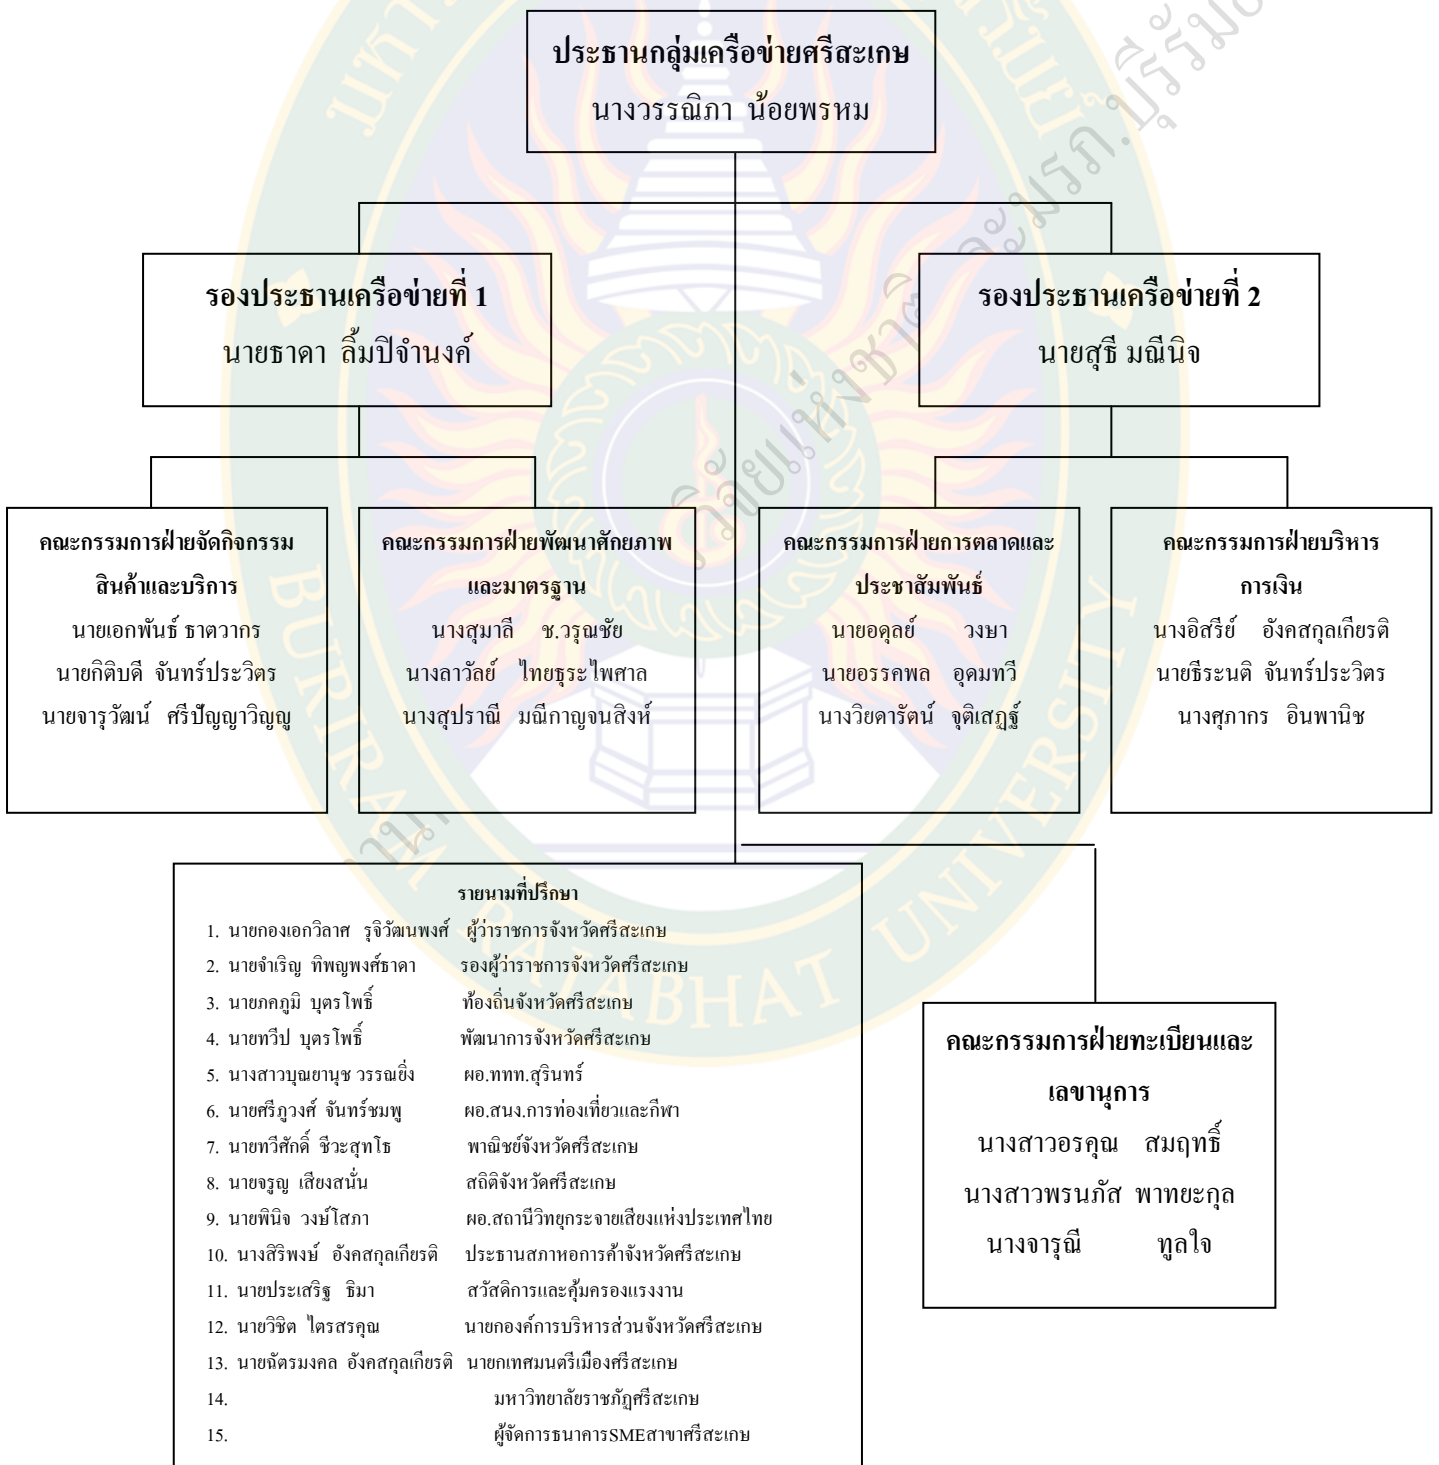 ประธานกลุ่มเครือข่ายศรีสะเกษ
นางวรรณิภา น้อยพรหม
รองประธานเครือข่ายที่ 1
นายธาดา ลิ้มปิจำนงค์
รองประธานเครือข่ายที่ 2
นายสุธี มณีนิจ
คณะกรรมการฝ่ายจัดกิจกรรม
สินค้าและบริการ
นายเอกพันธ์ ธาตวากร
นายกิติบดี จันทร์ประวิตร
นายจารุวัฒน์ ศรีปัญญาวิญญู
คณะกรรมการฝ่ายพัฒนาศักยภาพ
และมาตรฐาน
นางสุมาลี ช.วรุณชัย
นางลาวัลย์ ไทยธุระไพศาล
นางสุปราณี มณีกาญจนสิงห์
คณะกรรมการฝ่ายการตลาดและ
ประชาสัมพันธ์
นายอดุลย์ วงษา
นายอรรคพล อุดมทวี
นางวิยดารัตน์ จุติเสฏฐ์
คณะกรรมการฝ่ายบริหาร
การเงิน
นางอิสรีย์ อังคสกุลเกียรติ
นายธีระนติ จันทร์ประวิตร
นางศุภากร อินพานิช
รายนามที่ปรึกษา
1. นายกองเอกวิลาศ รุจิวัฒนพงศ์ ผู้ว่าราชการจังหวัดศรีสะเกษ
2. นายจำเริญ ทิพญพงศ์ธาดา รองผู้ว่าราชการจังหวัดศรีสะเกษ
3. นายภคภูมิ บุตรโพธิ์ ท้องถิ่นจังหวัดศรีสะเกษ
4. นายทวีป บุตรโพธิ์ พัฒนาการจังหวัดศรีสะเกษ
5. นางสาวบุณยานุช วรรณยิ่ง ผอ.ททท.สุรินทร์
6. นายศรีภูวงศ์ จันทร์ชมพู ผอ.สนง.การท่องเที่ยวและกีฬา
7. นายทวีศักดิ์ ชีวะสุทโธ พาณิชย์จังหวัดศรีสะเกษ
8. นายจรูญ เสียงสนั่น สถิติจังหวัดศรีสะเกษ
9. นายพินิจ วงษ์โสภา ผอ.สถานีวิทยุกระจายเสียงแห่งประเทศไทย
10. นางสิริพงษ์ อังคสกุลเกียรติ ประธานสภาหอการค้าจังหวัดศรีสะเกษ
11. นายประเสริฐ ธิมา สวัสดิการและคุ้มครองแรงงาน
12. นายวิชิต ไตรสรคุณ นายกองค์การบริหารส่วนจังหวัดศรีสะเกษ
13. นายฉัตรมงคล อังคสกุลเกียรติ นายกเทศมนตรีเมืองศรีสะเกษ
14. มหาวิทยาลัยราชภัฏศรีสะเกษ
15. ผู้จัดการธนาคารSMEสาขาศรีสะเกษ
คณะกรรมการฝ่ายทะเบียนและ
เลขานุการ
นางสาวอรคุณ สมฤทธิ์
นางสาวพรนภัส พาทยะกุล
นางจารุณี ทูลใจ
BURIRAM RAJABHAT UNIVERSITY